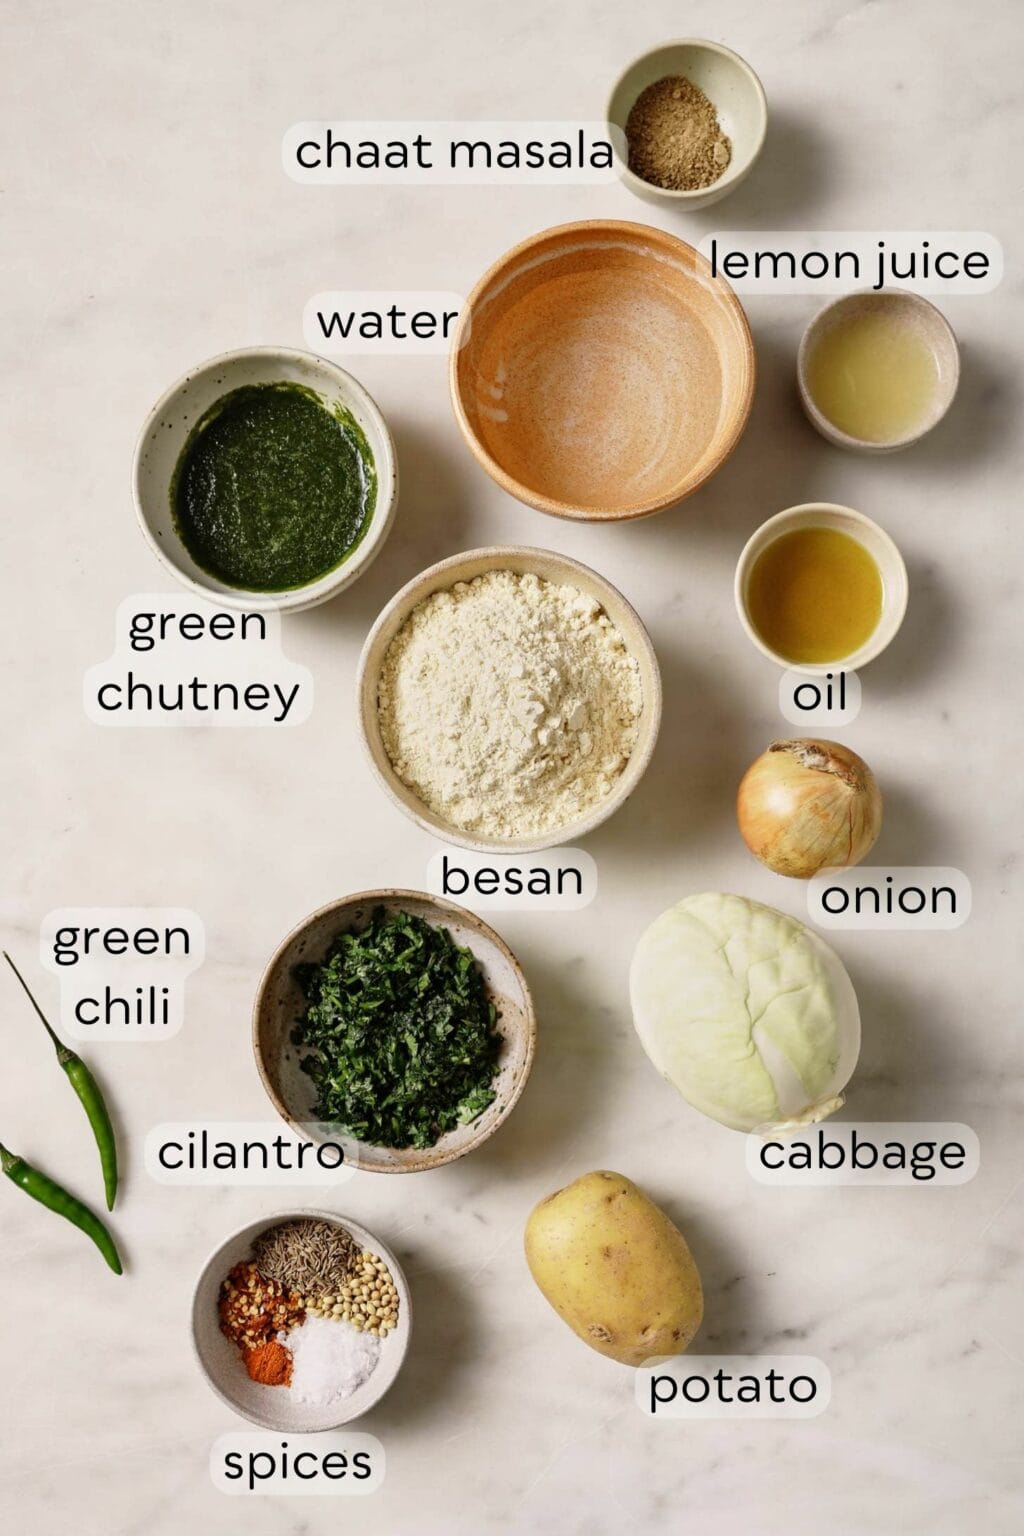 chaat masala
lemon juice
water
green
chutney
oil
besan
onion
green
chili
cilantro
cabbage
potato
spices